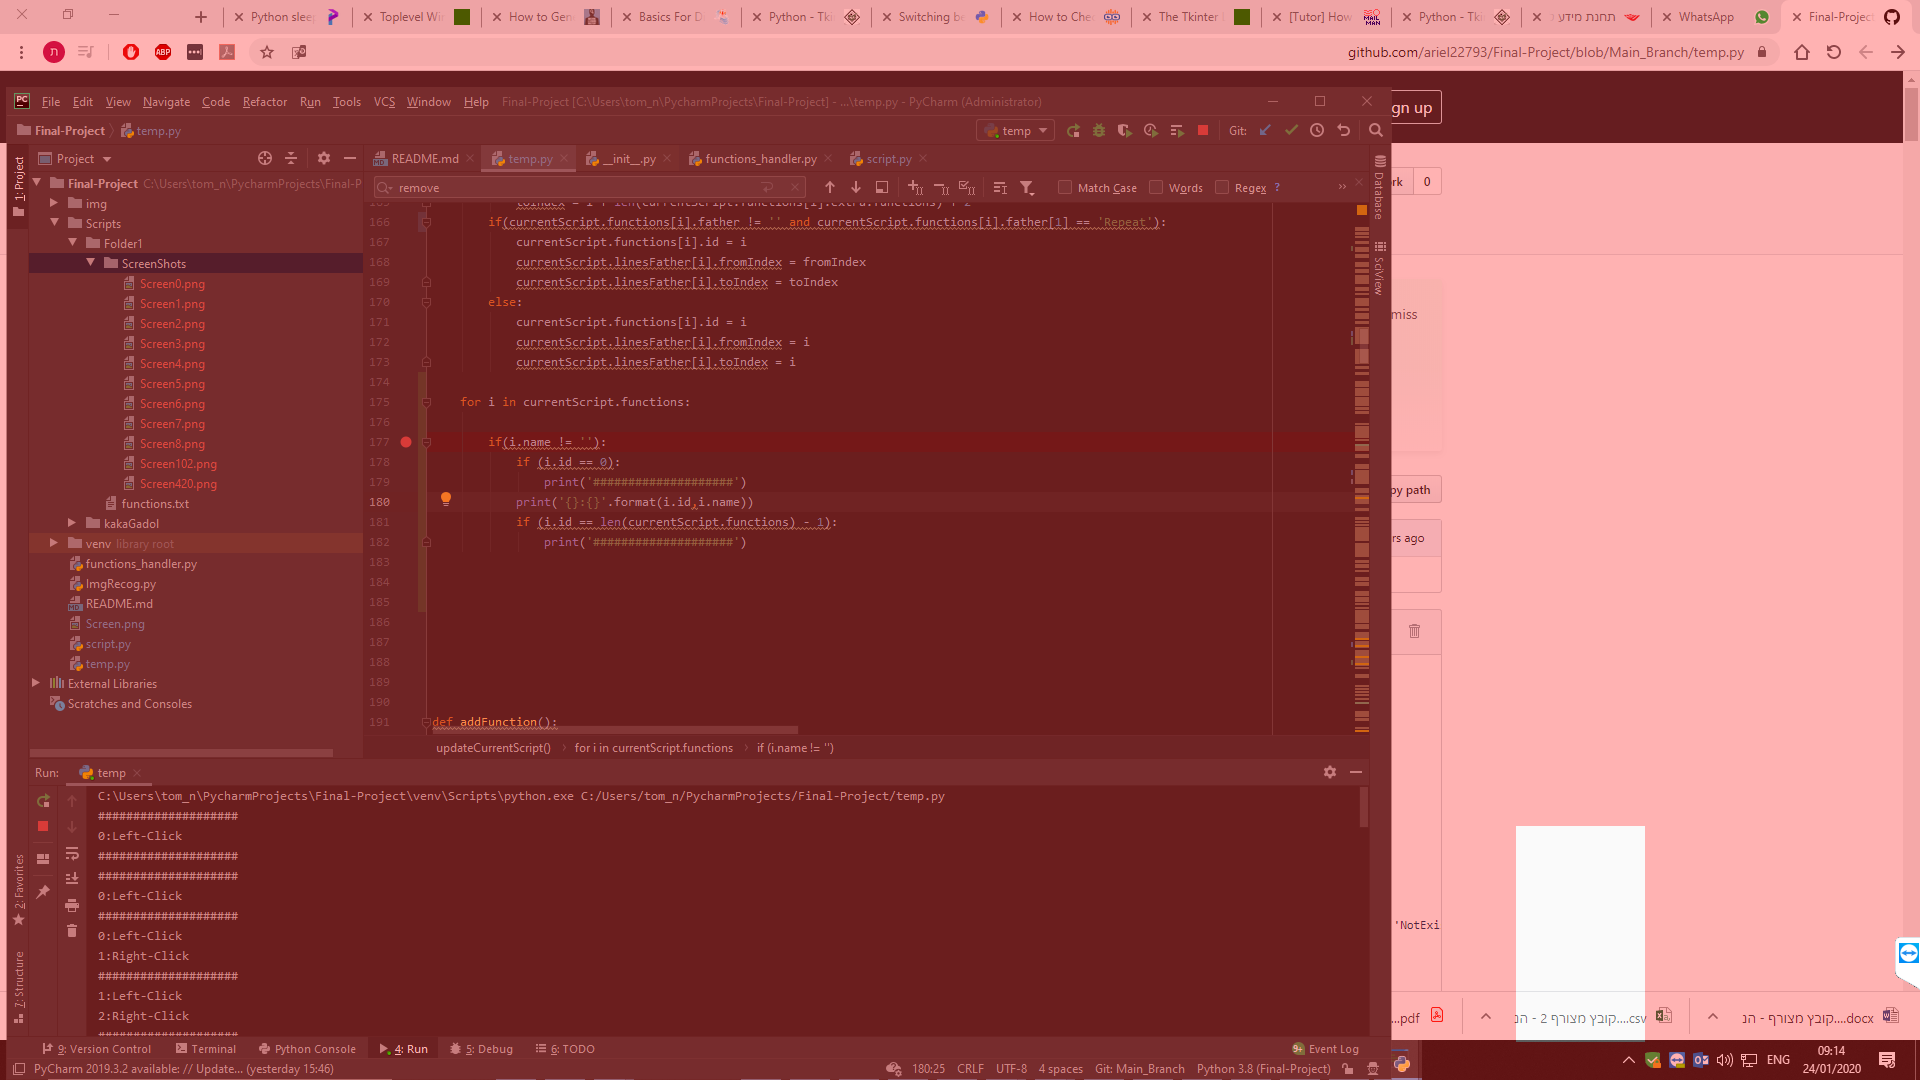 Python slee
Toplevel Wi
How to Gen
Basics For D
Python - Tki
Switching be
How to Che
The Tkinter
[Tutor] How
Python - Tki
תחנת מידע
WhatsApp
Final-Projec
github.com/ariel22793/Final-Project/blob/Main_Branch/temp.py
File Edit View Navigate Code Refactor Run Tools VCS Window Help Final-Project [C:\Users\tom_n\PycharmProjects\Final-Project] - ...\temp.py - PyCharm (Administrator)
gn up
Final-Project temp.py
temp
Git:
Project
README.md temp.py __init__.py functions_handler.py script.py
rk 0
remove
Match Case Words Regex ?
1: Project
Final-Project C:\Users\tom_n\PycharmProjects\Final-P
img
Scripts
Folder1
ScreenShots
Screen0.png
Screen1.png
Screen2.png
Screen3.png
Screen4.png
Screen5.png
Screen6.png
Screen7.png
Screen8.png
Screen102.png
Screen420.png
functions.txt
kakaGadol
venv library root
functions_handler.py
ImgRecog.py
README.md
Screen.png
script.py
temp.py
External Libraries
Scratches and Consoles
165 toIndex = i + len(currentScript.functions[i].extra.functions) + 2
166 if(currentScript.functions[i].father != '' and currentScript.functions[i].father[1] == 'Repeat'):
167 currentScript.functions[i].id = i
168 currentScript.linesFather[i].fromIndex = fromIndex
169 currentScript.linesFather[i].toIndex = toIndex
170 else:
171 currentScript.functions[i].id = i
172 currentScript.linesFather[i].fromIndex = i
173 currentScript.linesFather[i].toIndex = i
174
175 for i in currentScript.functions:
176
177 if(i.name != ''):
178 if (i.id == 0):
179 print('####################')
180 print('{}:{}'.format(i.id,i.name))
181 if (i.id == len(currentScript.functions) - 1):
182 print('####################')
183
184
185
186
187
188
189
190
191 def addFunction():
updateCurrentScript() for i in currentScript.functions if (i.name != '')
Database
SciView
miss
py path
rs ago
'NotExi
Run: temp
C:\Users\tom_n\PycharmProjects\Final-Project\venv\Scripts\python.exe C:/Users/tom_n/PycharmProjects/Final-Project/temp.py
####################
0:Left-Click
####################
####################
0:Left-Click
####################
0:Left-Click
1:Right-Click
####################
1:Left-Click
2:Right-Click
####################
2: Favorites
7: Structure
9: Version Control Terminal Python Console 4: Run 5: Debug 6: TODO
Event Log
PyCharm 2019.3.2 available: // Update... (yesterday 15:46)
180:25 CRLF UTF-8 4 spaces Git: Main_Branch Python 3.8 (Final-Project)
...pdf
קובץ מצורף 2 - הנ....csv
קובץ מצורף - הנ....docx
ENG
09:14
24/01/2020